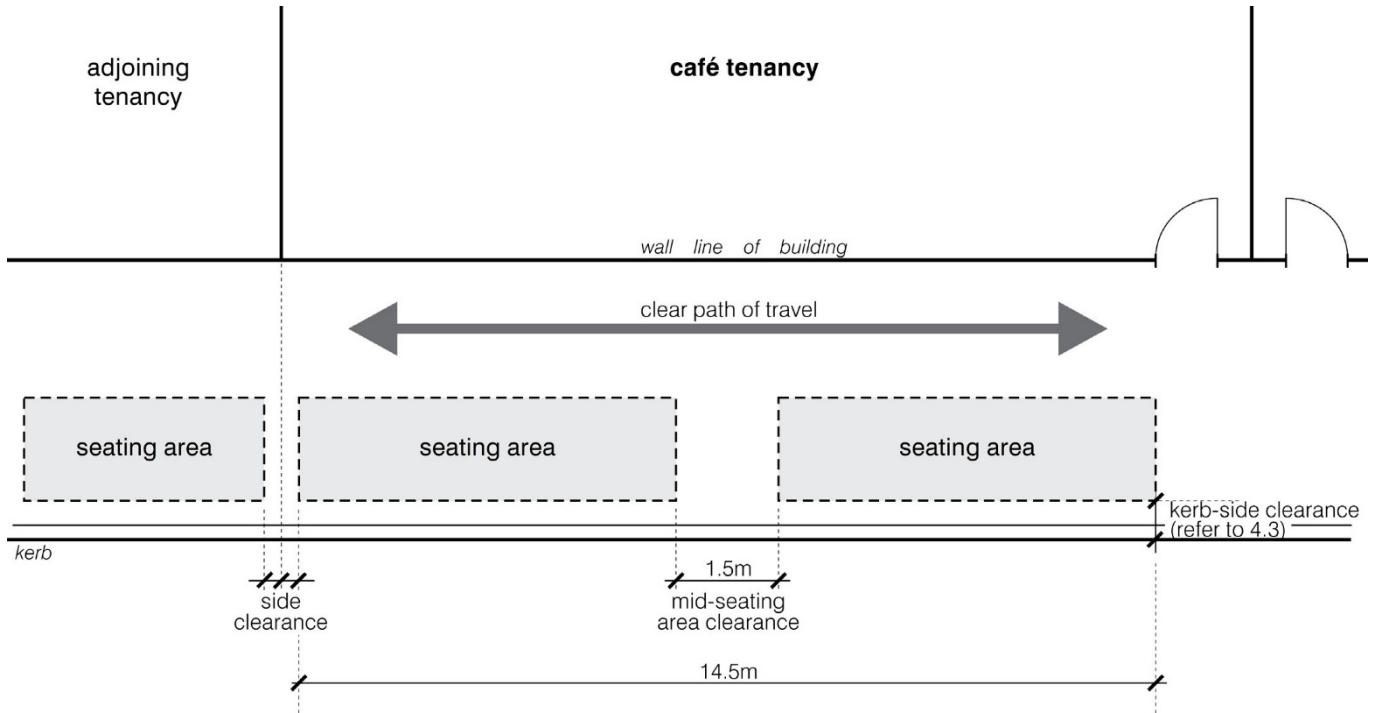 adjoining
tenancy
café tenancy
wall line of building
clear path of travel
seating area
seating area
seating area
kerb-side clearance
(refer to 4.3)
kerb
side
clearance
1.5m
mid-seating
area clearance
14.5m